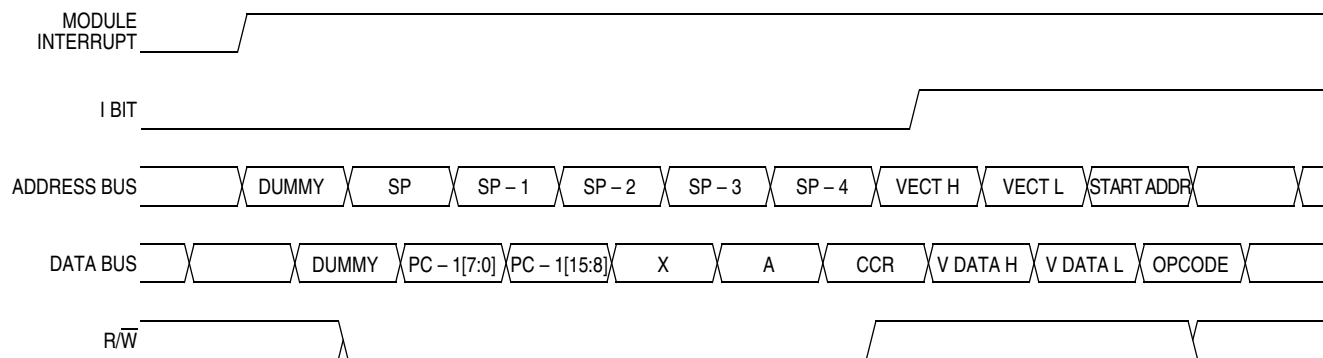 MODULE
INTERRUPT
I BIT
ADDRESS BUS DUMMY SP SP – 1 SP – 2 SP – 3 SP – 4 VECT H VECT L START ADDR
DATA BUS DUMMY PC – 1[7:0] PC – 1[15:8] X A CCR V DATA H V DATA L OPCODE
R/W̅